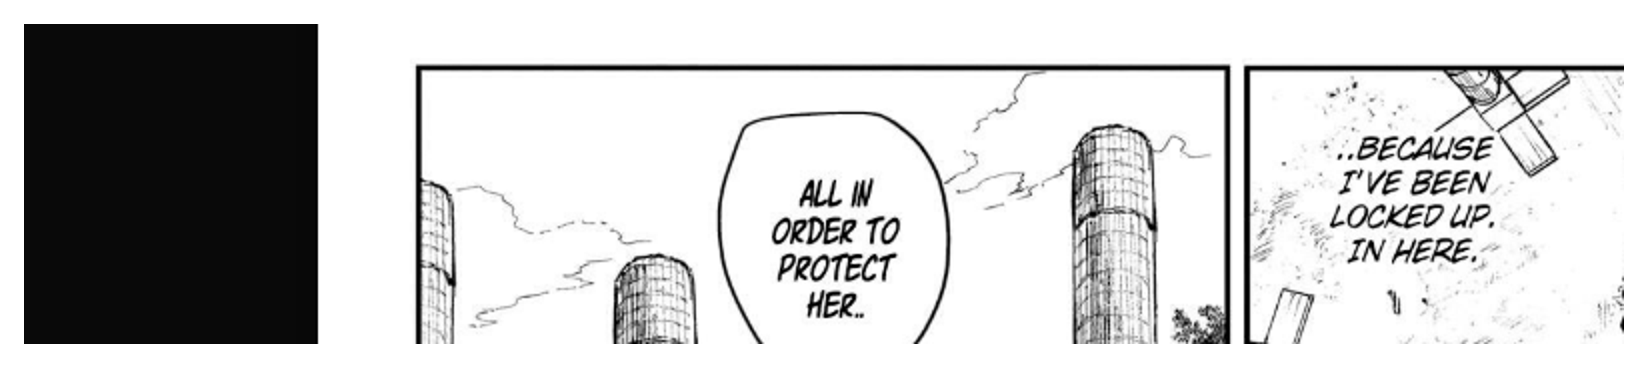 ALL IN
ORDER TO
PROTECT
HER..
..BECAUSE
I'VE BEEN
LOCKED UP.
IN HERE.